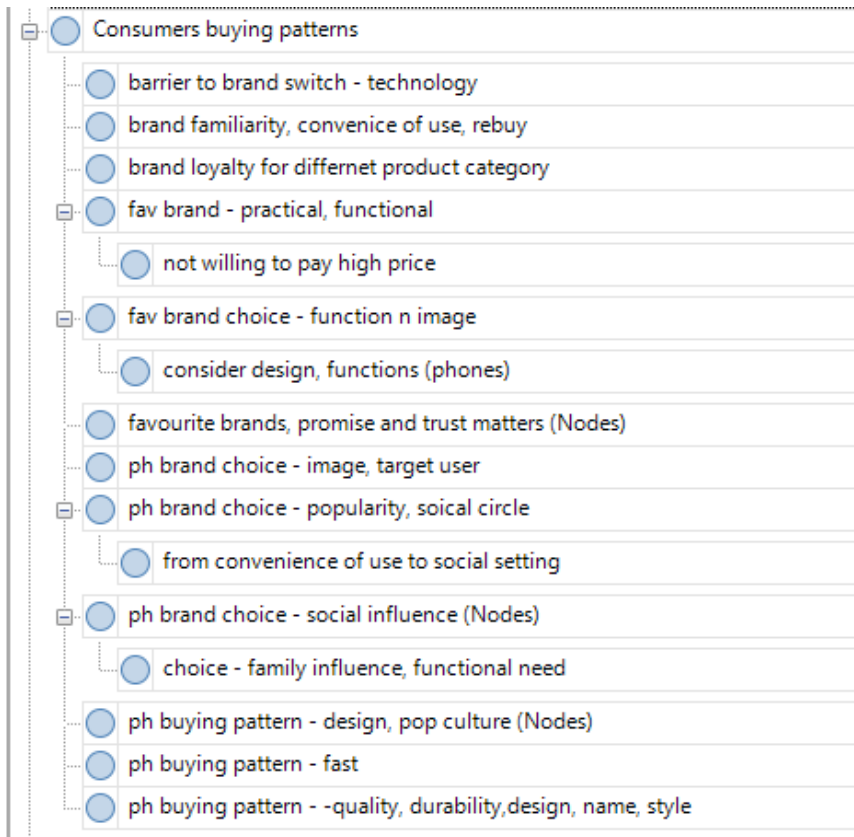 Consumers buying patterns
barrier to brand switch - technology
brand familiarity, convenice of use, rebuy
brand loyalty for differnet product category
fav brand - practical, functional
not willing to pay high price
fav brand choice - function n image
consider design, functions (phones)
favourite brands, promise and trust matters (Nodes)
ph brand choice - image, target user
ph brand choice - popularity, soical circle
from convenience of use to social setting
ph brand choice - social influence (Nodes)
choice - family influence, functional need
ph buying pattern - design, pop culture (Nodes)
ph buying pattern - fast
ph buying pattern - -quality, durability,design, name, style